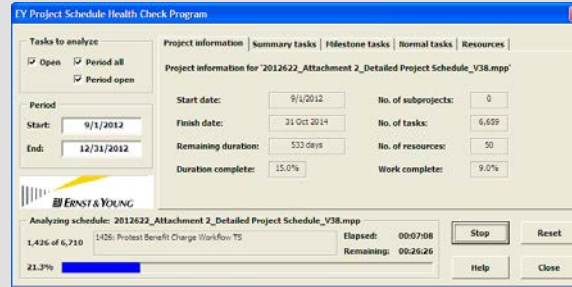 EY Project Schedule Health Check Program
Tasks to analyze
Open
Period all
Period open
Period
Start: 9/1/2012
End: 12/31/2012
ERNST & YOUNG
Project information | Summary tasks | Milestone tasks | Normal tasks | Resources
Project information for '2012622_Attachment 2_Detailed Project Schedule_V38.mpp'
Start date: 9/1/2012 No. of subprojects: 0
Finish date: 31 Oct 2014 No. of tasks: 6,659
Remaining duration: 533 days No. of resources: 50
Duration complete: 15.0% Work complete: 9.0%
Analyzing schedule: 2012622_Attachment 2_Detailed Project Schedule_V38.mpp
1,426 of 6,710 1426: Protest Benefit Charge Workflow TS Elapsed: 00:07:08
Remaining: 00:26:26
21.3%
Stop Reset
Help Close